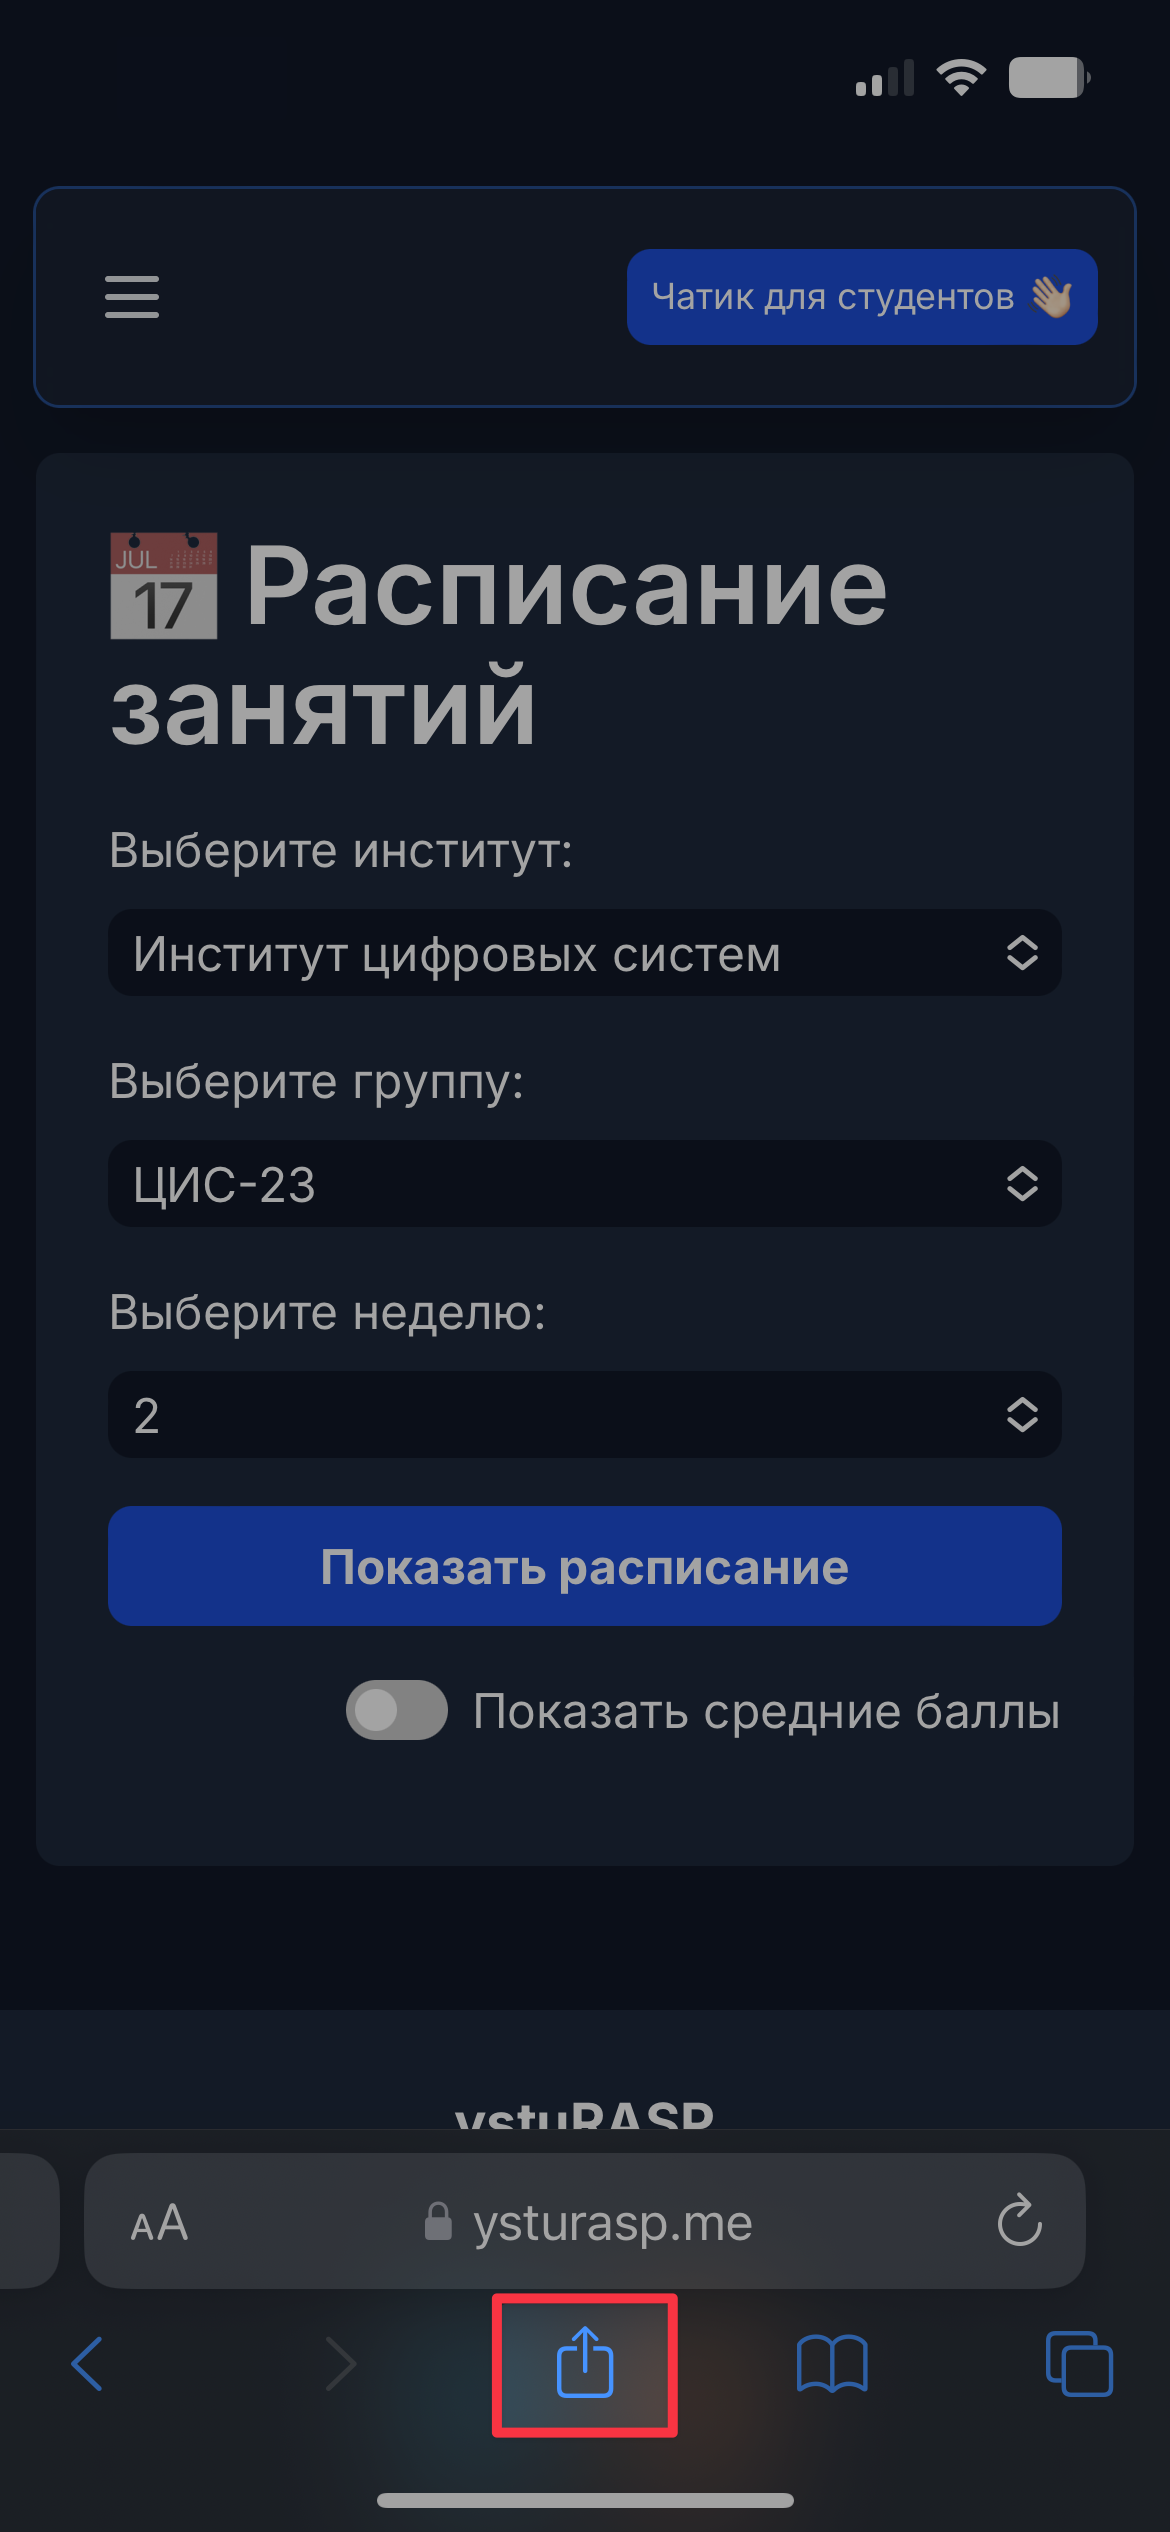 Чатик для студентов 👋🏼
JUL
17
Расписание
занятий
Выберите институт:
Институт цифровых систем
Выберите группу:
ЦИС-23
Выберите неделю:
2
Показать расписание
Показать средние баллы
ystuRASP
AA
ysturasp.me